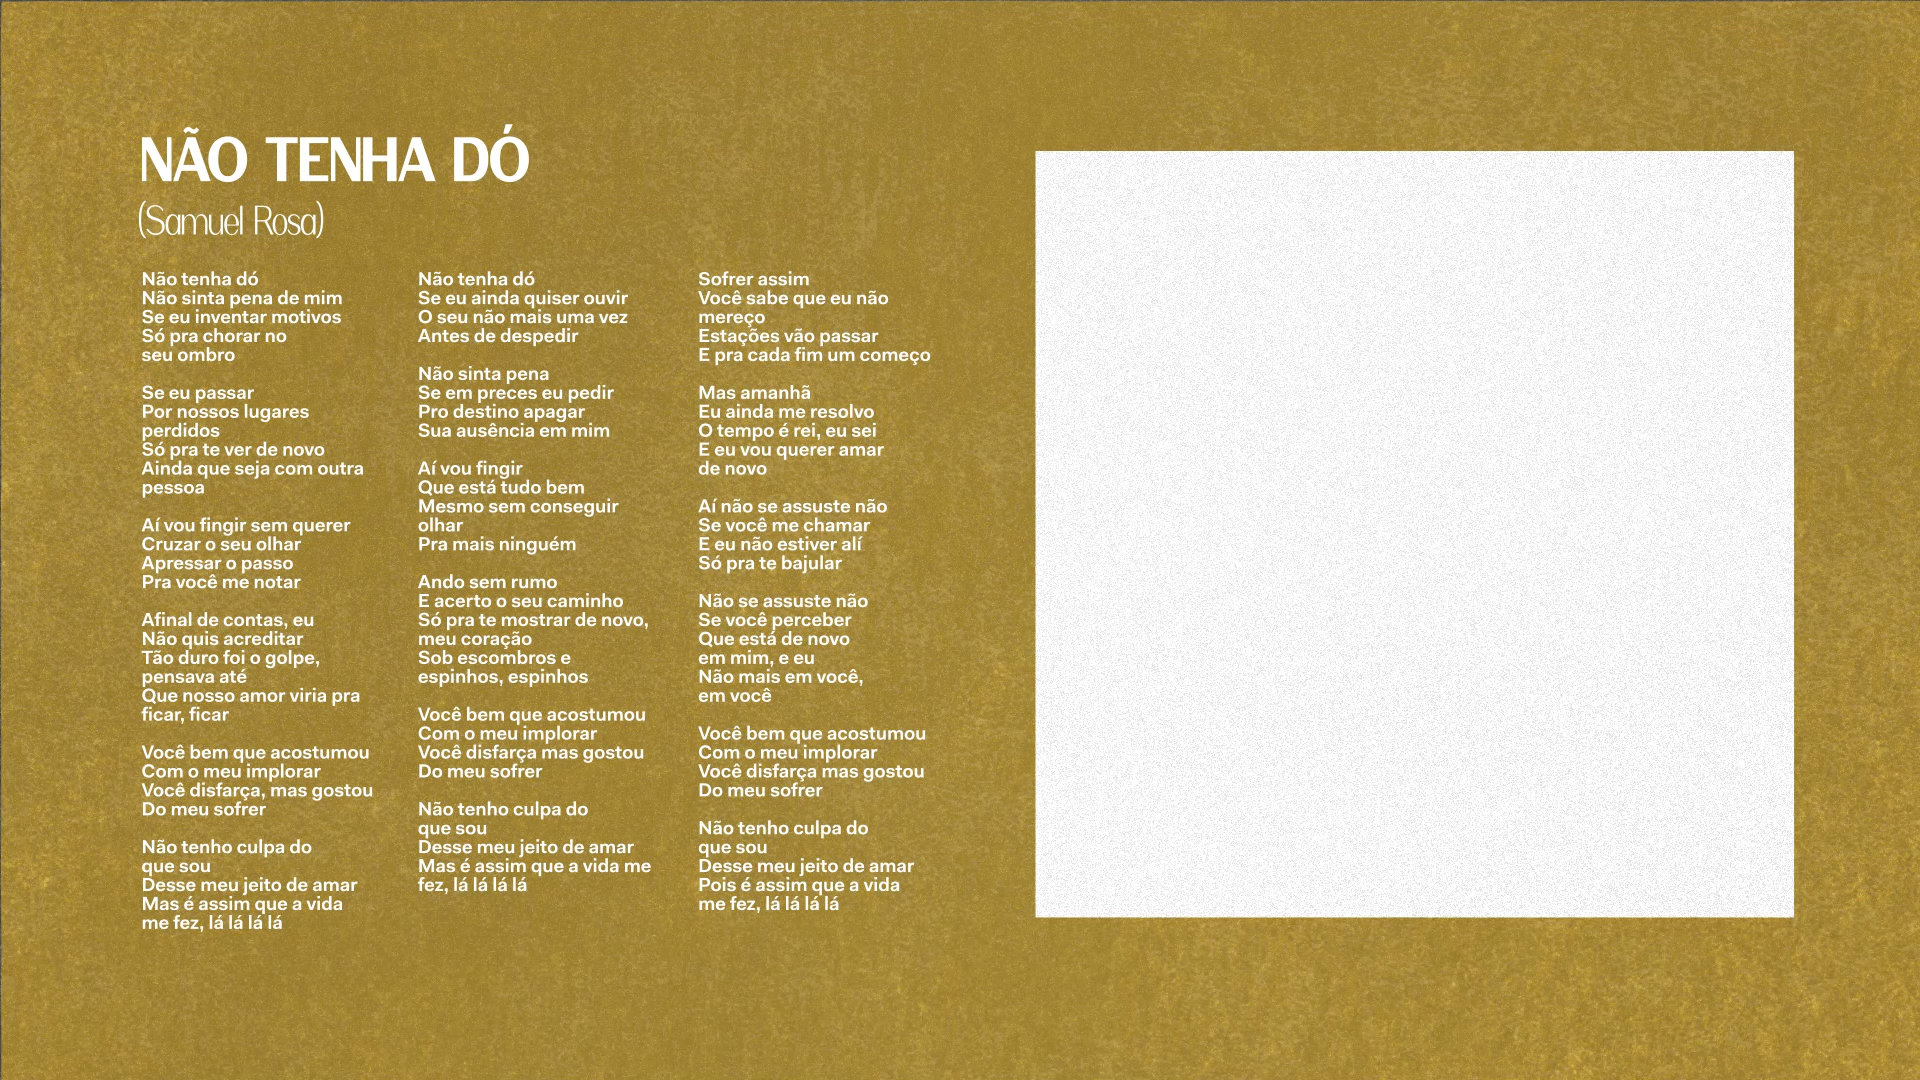 NÃO TENHA DÓ
(Samuel Rosa)
Não tenha dó
Não sinta pena de mim
Se eu inventar motivos
Só pra chorar no
seu ombro
Se eu passar
Por nossos lugares
perdidos
Só pra te ver de novo
Ainda que seja com outra
pessoa
Aí vou fingir sem querer
Cruzar o seu olhar
Apressar o passo
Pra você me notar
Afinal de contas, eu
Não quis acreditar
Tão duro foi o golpe,
pensava até
Que nosso amor viria pra
ficar, ficar
Você bem que acostumou
Com o meu implorar
Você disfarça, mas gostou
Do meu sofrer
Não tenho culpa do
que sou
Desse meu jeito de amar
Mas é assim que a vida
me fez, lá lá lá lá
Não tenha dó
Se eu ainda quiser ouvir
O seu não mais uma vez
Antes de despedir
Não sinta pena
Se em preces eu pedir
Pro destino apagar
Sua ausência em mim
Aí vou fingir
Que está tudo bem
Mesmo sem conseguir
olhar
Pra mais ninguém
Ando sem rumo
E acerto o seu caminho
Só pra te mostrar de novo,
meu coração
Sob escombros e
espinhos, espinhos
Você bem que acostumou
Com o meu implorar
Você disfarça mas gostou
Do meu sofrer
Não tenho culpa do
que sou
Desse meu jeito de amar
Mas é assim que a vida me
fez, lá lá lá lá
Sofrer assim
Você sabe que eu não
mereço
Estações vão passar
E pra cada fim um começo
Mas amanhã
Eu ainda me resolvo
O tempo é rei, eu sei
E eu vou querer amar
de novo
Aí não se assuste não
Se você me chamar
E eu não estiver alí
Só pra te bajular
Não se assuste não
Se você perceber
Que está de novo
em mim, e eu
Não mais em você,
em você
Você bem que acostumou
Com o meu implorar
Você disfarça mas gostou
Do meu sofrer
Não tenho culpa do
que sou
Desse meu jeito de amar
Pois é assim que a vida
me fez, lá lá lá lá